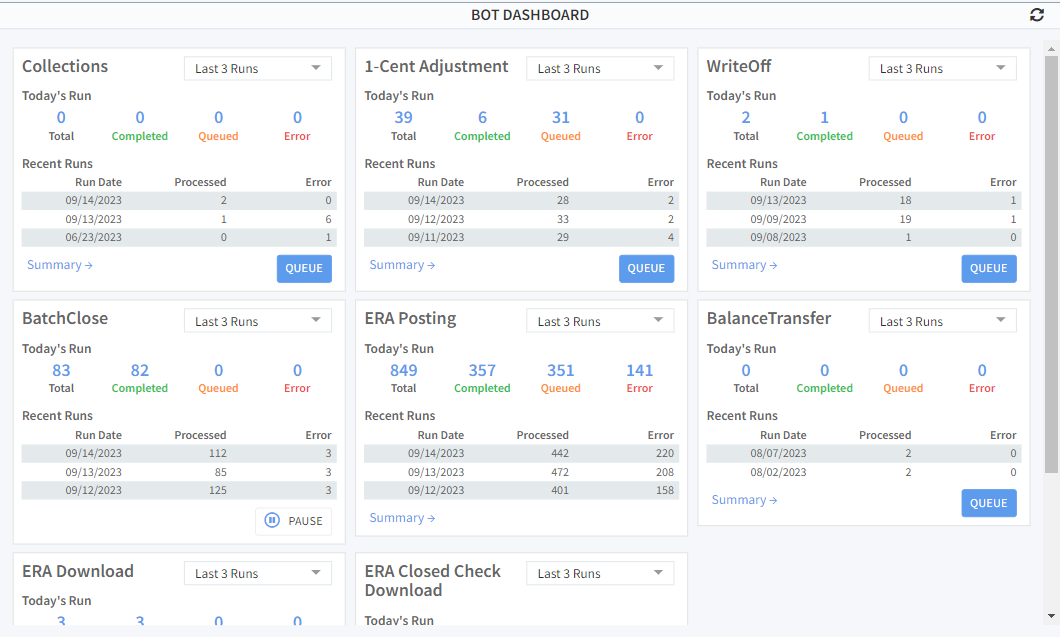 BOT DASHBOARD
Collections
Last 3 Runs
Today's Run
0 0 0 0
Total Completed Queued Error
Recent Runs
Run Date Processed Error
09/14/2023 2 0
09/13/2023 1 6
06/23/2023 0 1
Summary →
QUEUE
1-Cent Adjustment
Last 3 Runs
Today's Run
39 6 31 0
Total Completed Queued Error
Recent Runs
Run Date Processed Error
09/14/2023 28 2
09/12/2023 33 2
09/11/2023 29 4
Summary →
QUEUE
WriteOff
Last 3 Runs
Today's Run
2 1 0 0
Total Completed Queued Error
Recent Runs
Run Date Processed Error
09/13/2023 18 1
09/09/2023 19 1
09/08/2023 1 0
Summary →
QUEUE
BatchClose
Last 3 Runs
Today's Run
83 82 0 0
Total Completed Queued Error
Recent Runs
Run Date Processed Error
09/14/2023 112 3
09/13/2023 85 3
09/12/2023 125 3
PAUSE
ERA Posting
Last 3 Runs
Today's Run
849 357 351 141
Total Completed Queued Error
Recent Runs
Run Date Processed Error
09/14/2023 442 220
09/13/2023 472 208
09/12/2023 401 158
Summary →
BalanceTransfer
Last 3 Runs
Today's Run
0 0 0 0
Total Completed Queued Error
Recent Runs
Run Date Processed Error
08/07/2023 2 0
08/02/2023 2 0
Summary →
QUEUE
ERA Download
Last 3 Runs
Today's Run
3 3 0 0
ERA Closed Check
Download
Last 3 Runs
Today's Run